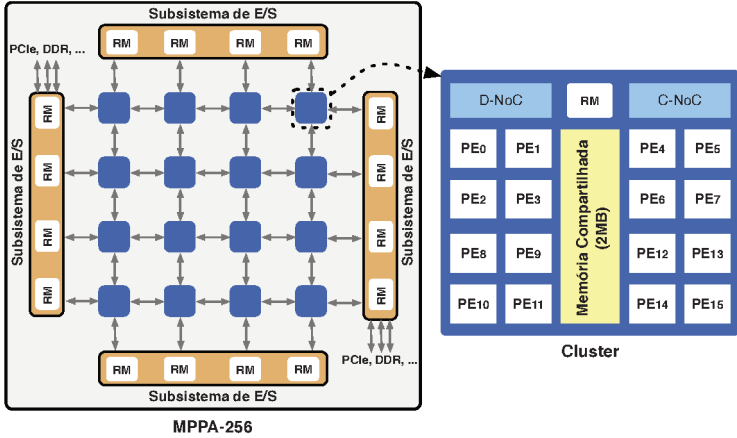 Subsistema de E/S
PCIe, DDR, ...
RM RM RM RM
Subsistema de E/S
RM
RM
RM
RM
RM
RM
RM
RM
Subsistema de E/S
RM RM RM RM
PCIe, DDR, ...
Subsistema de E/S
MPPA-256
D-NoC RM C-NoC
PE0 PE1 PE4 PE5
PE2 PE3 PE6 PE7
PE8 PE9 PE12 PE13
PE10 PE11 PE14 PE15
Memória Compartilhada
(2MB)
Cluster